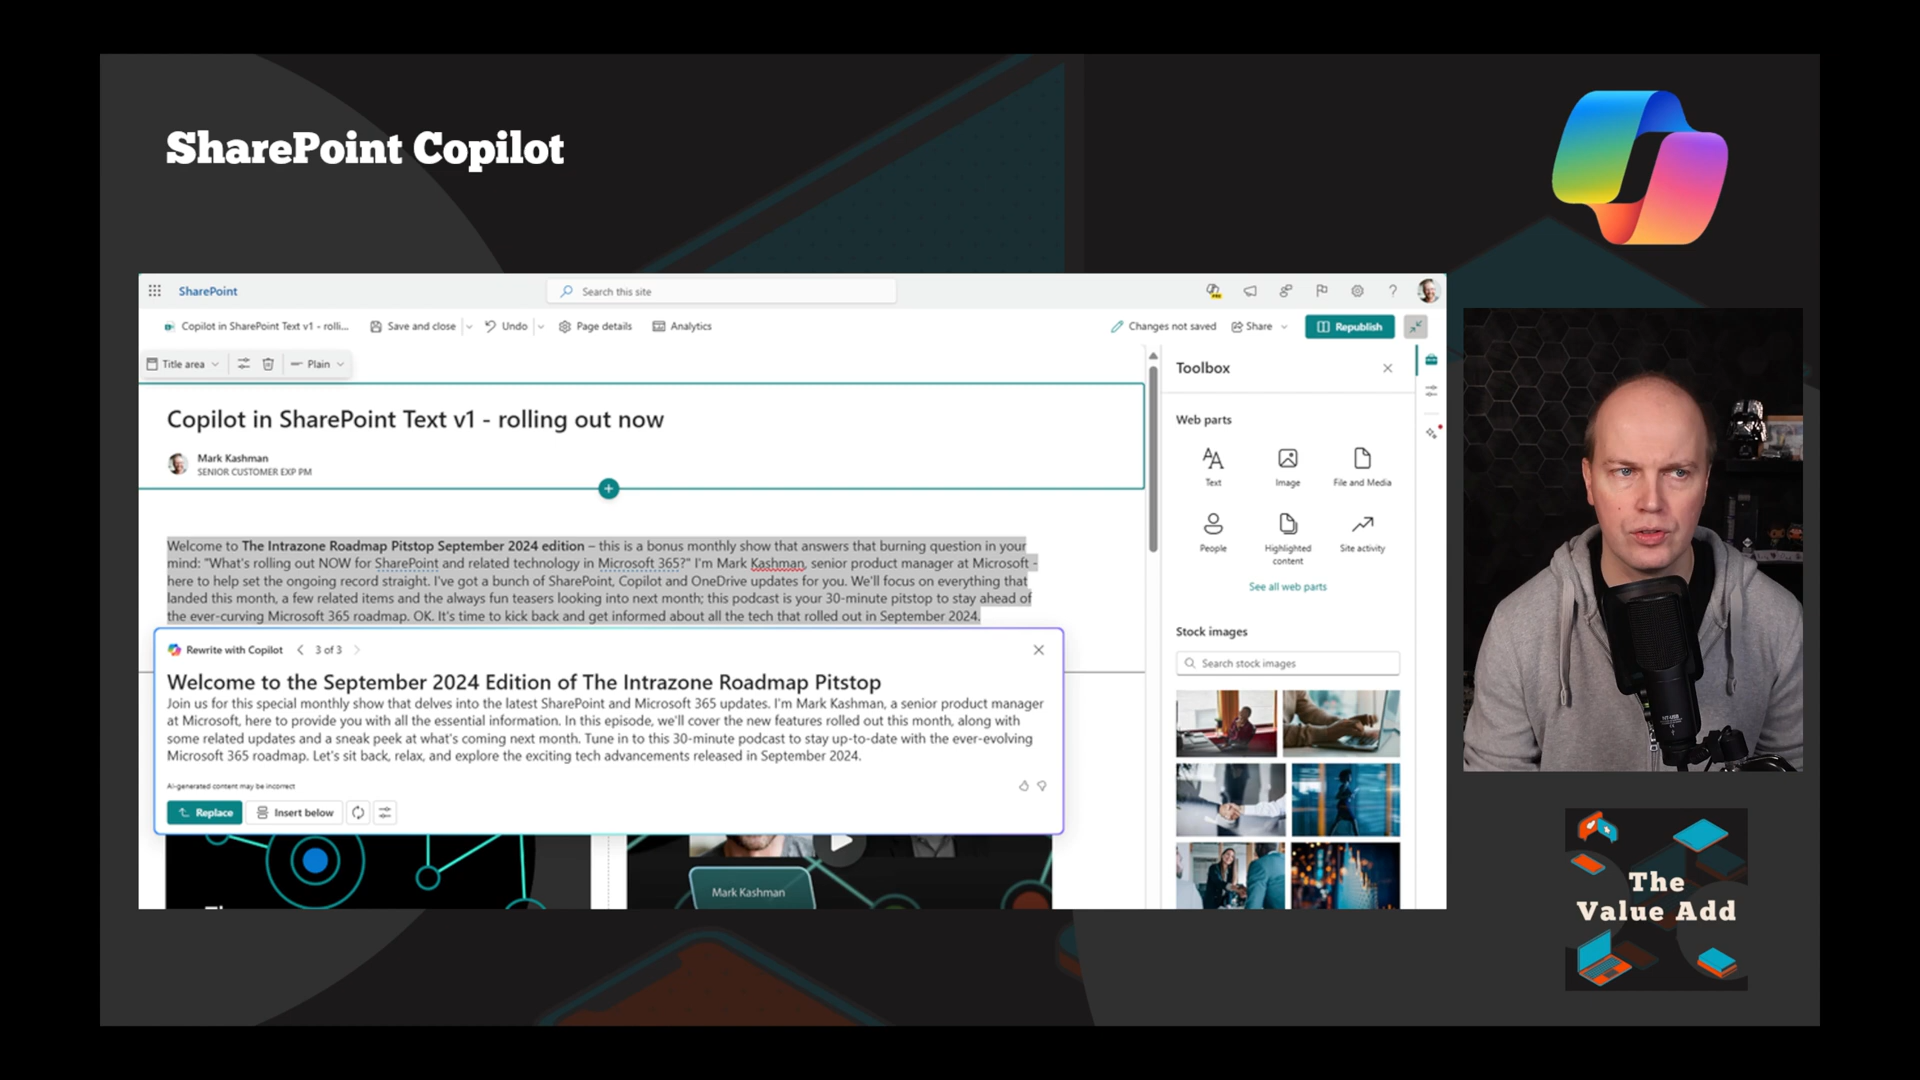 SharePoint Copilot
SharePoint
Search this site
PRE
Copilot in SharePoint Text v1 - rolli...
Save and close
Undo
Page details
Analytics
Changes not saved
Share
Republish
Title area
Plain
Toolbox
Copilot in SharePoint Text v1 - rolling out now
Mark Kashman
SENIOR CUSTOMER EXP PM
Web parts
Text
Image
File and Media
People
Highlighted
content
Site activity
See all web parts
Welcome to The Intrazone Roadmap Pitstop September 2024 edition – this is a bonus monthly show that answers that burning question in your
mind: "What's rolling out NOW for SharePoint and related technology in Microsoft 365?" I'm Mark Kashman, senior product manager at Microsoft -
here to help set the ongoing record straight. I've got a bunch of SharePoint, Copilot and OneDrive updates for you. We'll focus on everything that
landed this month, a few related items and the always fun teasers looking into next month; this podcast is your 30-minute pitstop to stay ahead of
the ever-curving Microsoft 365 roadmap. OK. It's time to kick back and get informed about all the tech that rolled out in September 2024.
Rewrite with Copilot
3 of 3
Welcome to the September 2024 Edition of The Intrazone Roadmap Pitstop
Join us for this special monthly show that delves into the latest SharePoint and Microsoft 365 updates. I'm Mark Kashman, a senior product manager
at Microsoft, here to provide you with all the essential information. In this episode, we'll cover the new features rolled out this month, along with
some related updates and a sneak peek at what's coming next month. Tune in to this 30-minute podcast to stay up-to-date with the ever-evolving
Microsoft 365 roadmap. Let's sit back, relax, and explore the exciting tech advancements released in September 2024.
AI-generated content may be incorrect
Replace
Insert below
Stock images
Search stock images
Mark Kashman
The
Value Add